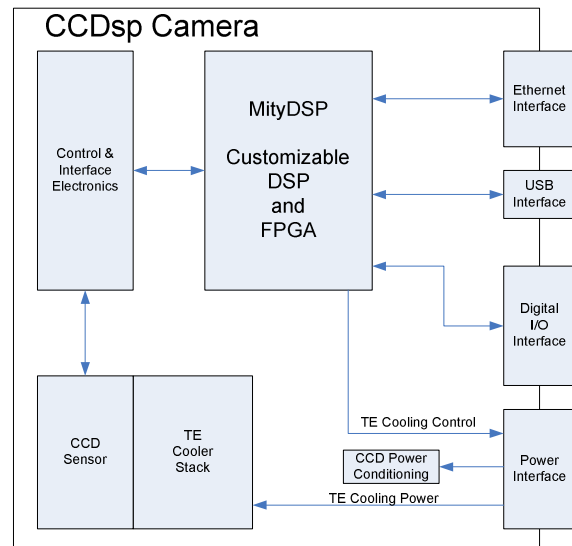 CCDsp Camera
Control &
Interface
Electronics
MityDSP
Customizable
DSP
and
FPGA
Ethernet
Interface
USB
Interface
Digital
I/O
Interface
CCD
Sensor
TE
Cooler
Stack
TE Cooling Control
CCD Power
Conditioning
TE Cooling Power
Power
Interface